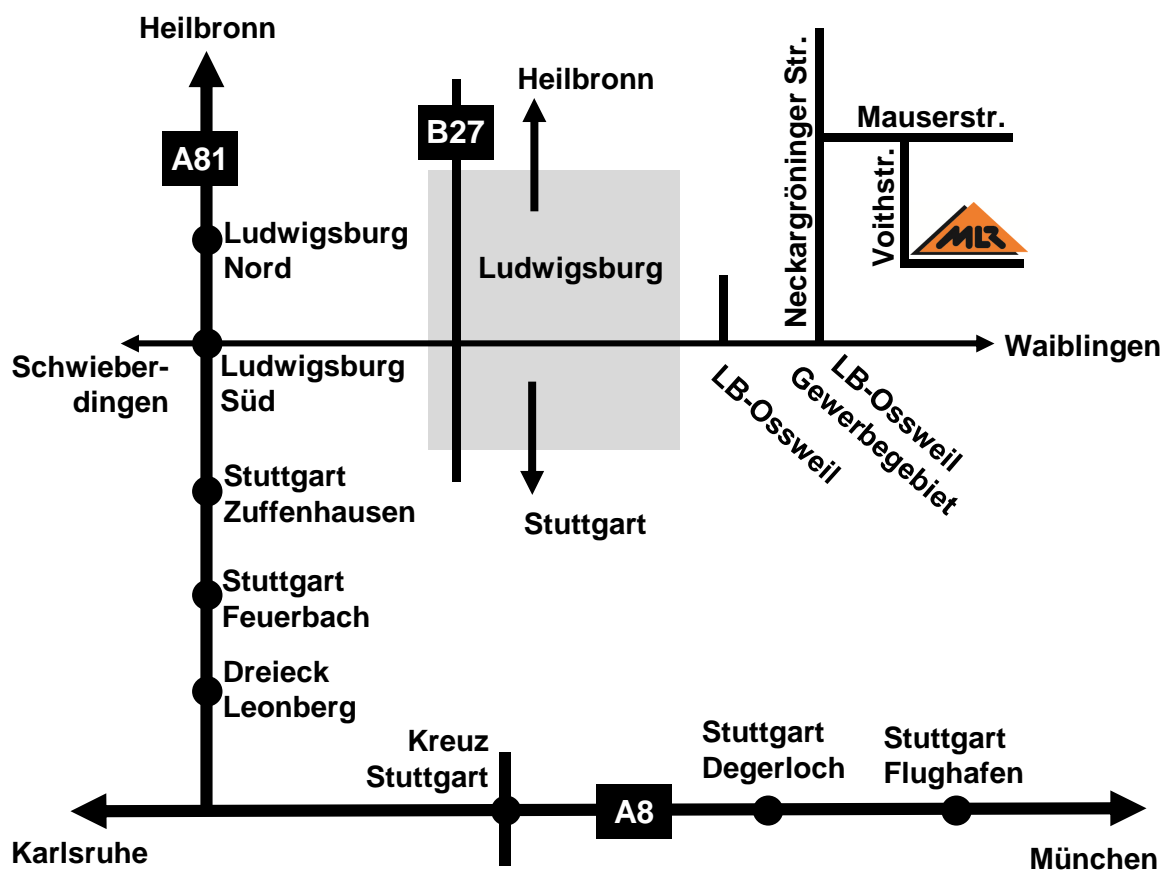 Heilbronn
Heilbronn
Neckargröninger Str.
B27
Mauserstr.
A81
Voithstr.
MLR
Ludwigsburg
Nord
Ludwigsburg
Schwieber-
dingen
Ludwigsburg
Süd
Waiblingen
LB-Ossweil
LB-Ossweil
Gewerbegebiet
Stuttgart
Zuffenhausen
Stuttgart
Stuttgart
Feuerbach
Dreieck
Leonberg
Kreuz
Stuttgart
Stuttgart
Degerloch
Stuttgart
Flughafen
A8
Karlsruhe
München